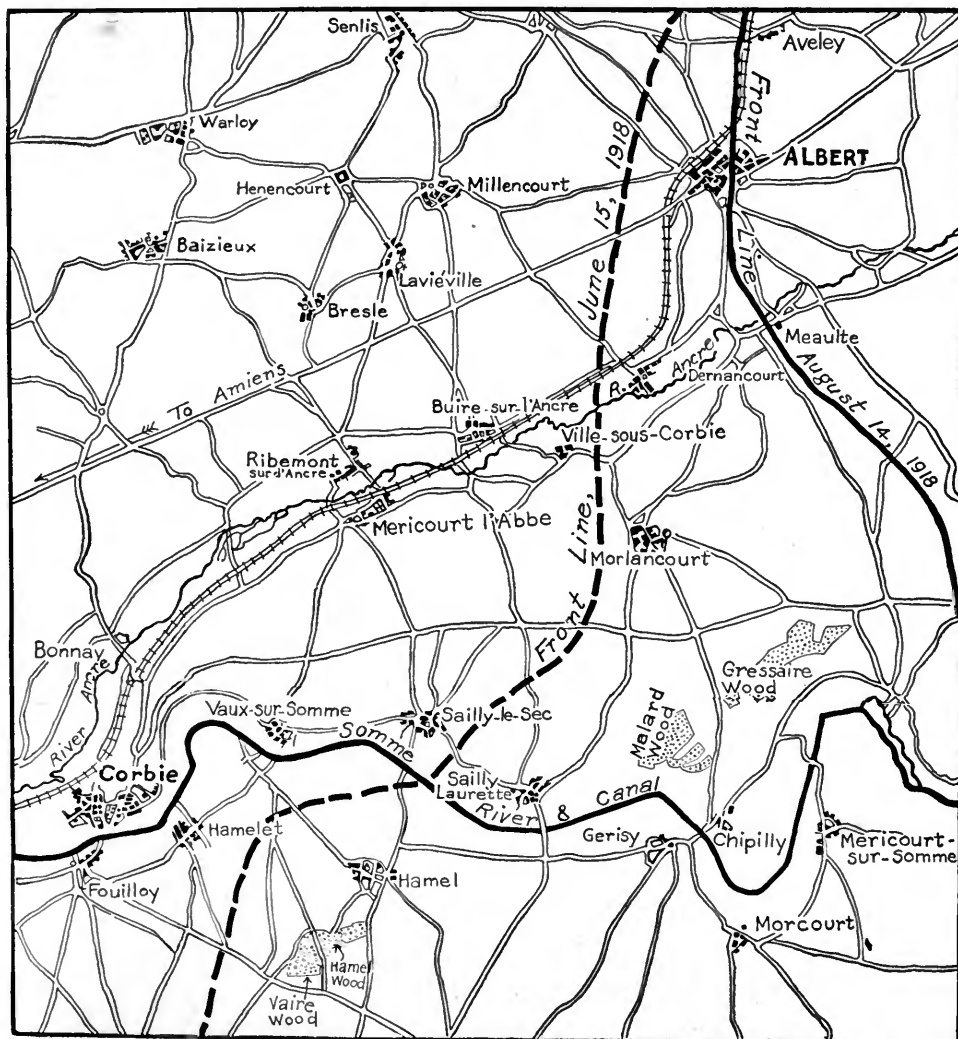 Senlis
Aveley
Warloy
ALBERT
Henencourt
Millencourt
Baizieux
Laviéville
Bresle
Meaulte
To Amiens
R. Ancre
Dernancourt
Buire-sur-l'Ancre
Ville-sous-Corbie
Ribemont
sur d'Ancre
Mericourt l'Abbe
Morlancourt
Front Line, June 15, 1918
Front Line August 14, 1918
Bonnay
River Ancre
Gressaire
Wood
Malard
Wood
Vaux-sur-Somme
Sailly-le-Sec
Somme River & Canal
Sailly
Laurette
Corbie
Hamelet
Gerisy
Chipilly
Mericourt-
sur-Somme
Fouilloy
Hamel
Morcourt
Hamel
Wood
Vaire
Wood